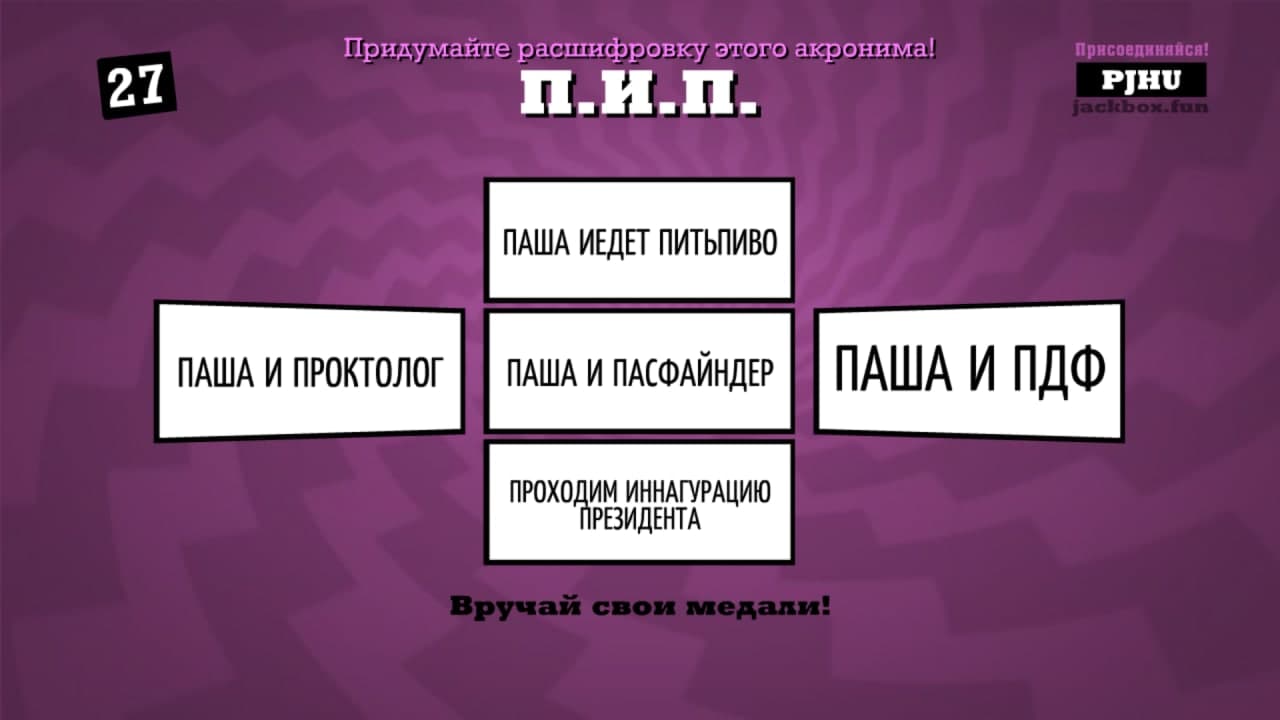 Придумайте расшифровку этого акронима!
27
П.И.П.
Присоединяйся!
PJHU
jackbox.fun
ПАША ИЕДЕТ ПИТЬПИВО
ПАША И ПРОКТОЛОГ
ПАША И ПАСФАЙНДЕР
ПАША И ПДФ
ПРОХОДИМ ИННАГУРАЦИЮ
ПРЕЗИДЕНТА
Вручай свои медали!